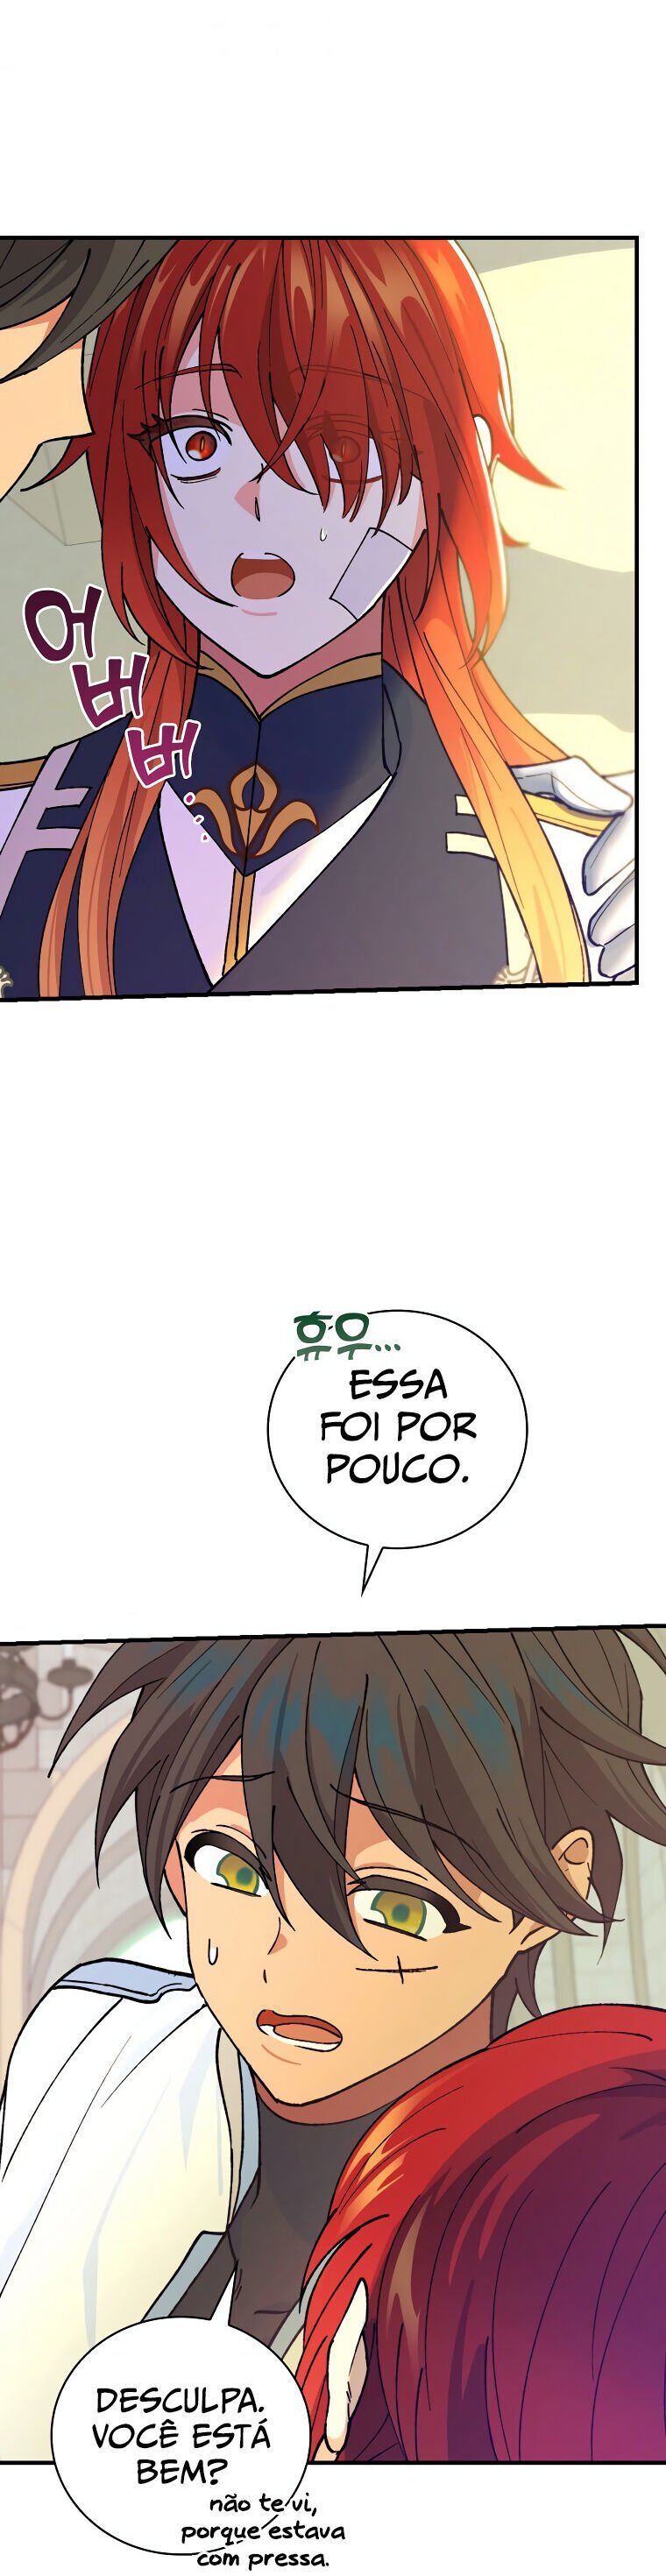 어버버
휴우...
ESSA
FOI POR
POUCO.
DESCULPA.
VOCÊ ESTÁ
BEM?
não te vi,
porque estava
com pressa.